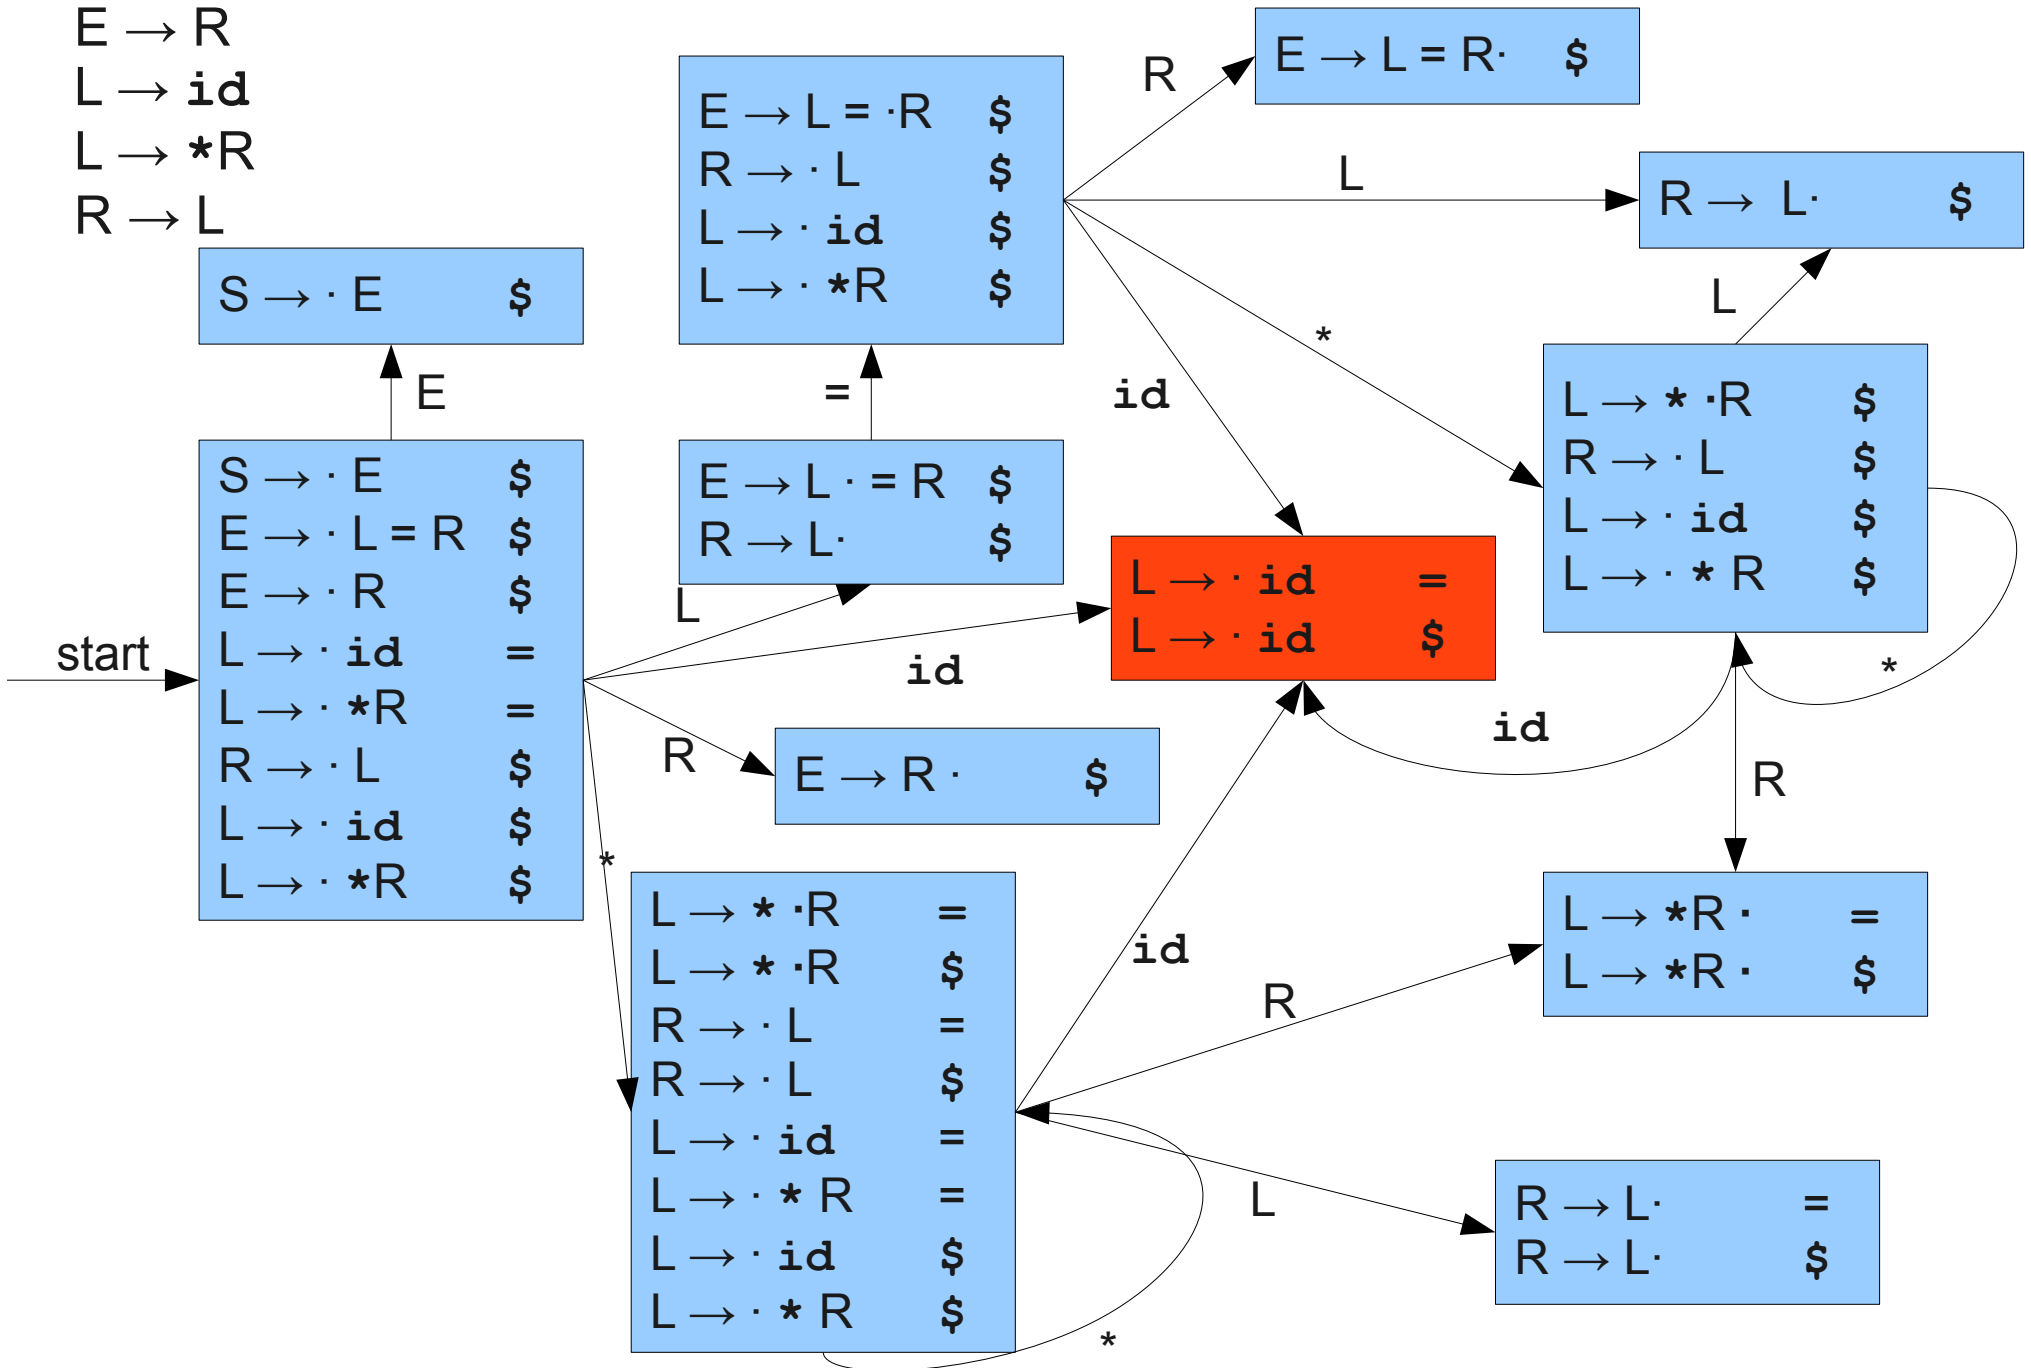 E → R
L → id
L → *R
R → L
S → · E $
E
start
S → · E $
E → · L = R $
E → · R $
L → · id =
L → · *R =
R → · L $
L → · id $
L → · *R $
E → L = ·R $
R → · L $
L → · id $
L → · *R $
=
E → L · = R $
R → L· $
L
id
R
*
R
E → L = R· $
L
R → L· $
*
id
L
L → * ·R $
R → · L $
L → · id $
L → · * R $
*
L → · id =
L → · id $
id
R
E → R · $
L → * ·R =
L → * ·R $
R → · L =
R → · L $
L → · id =
L → · * R =
L → · id $
L → · * R $
id
R
L → *R · =
L → *R · $
L
R → L· =
R → L· $
*